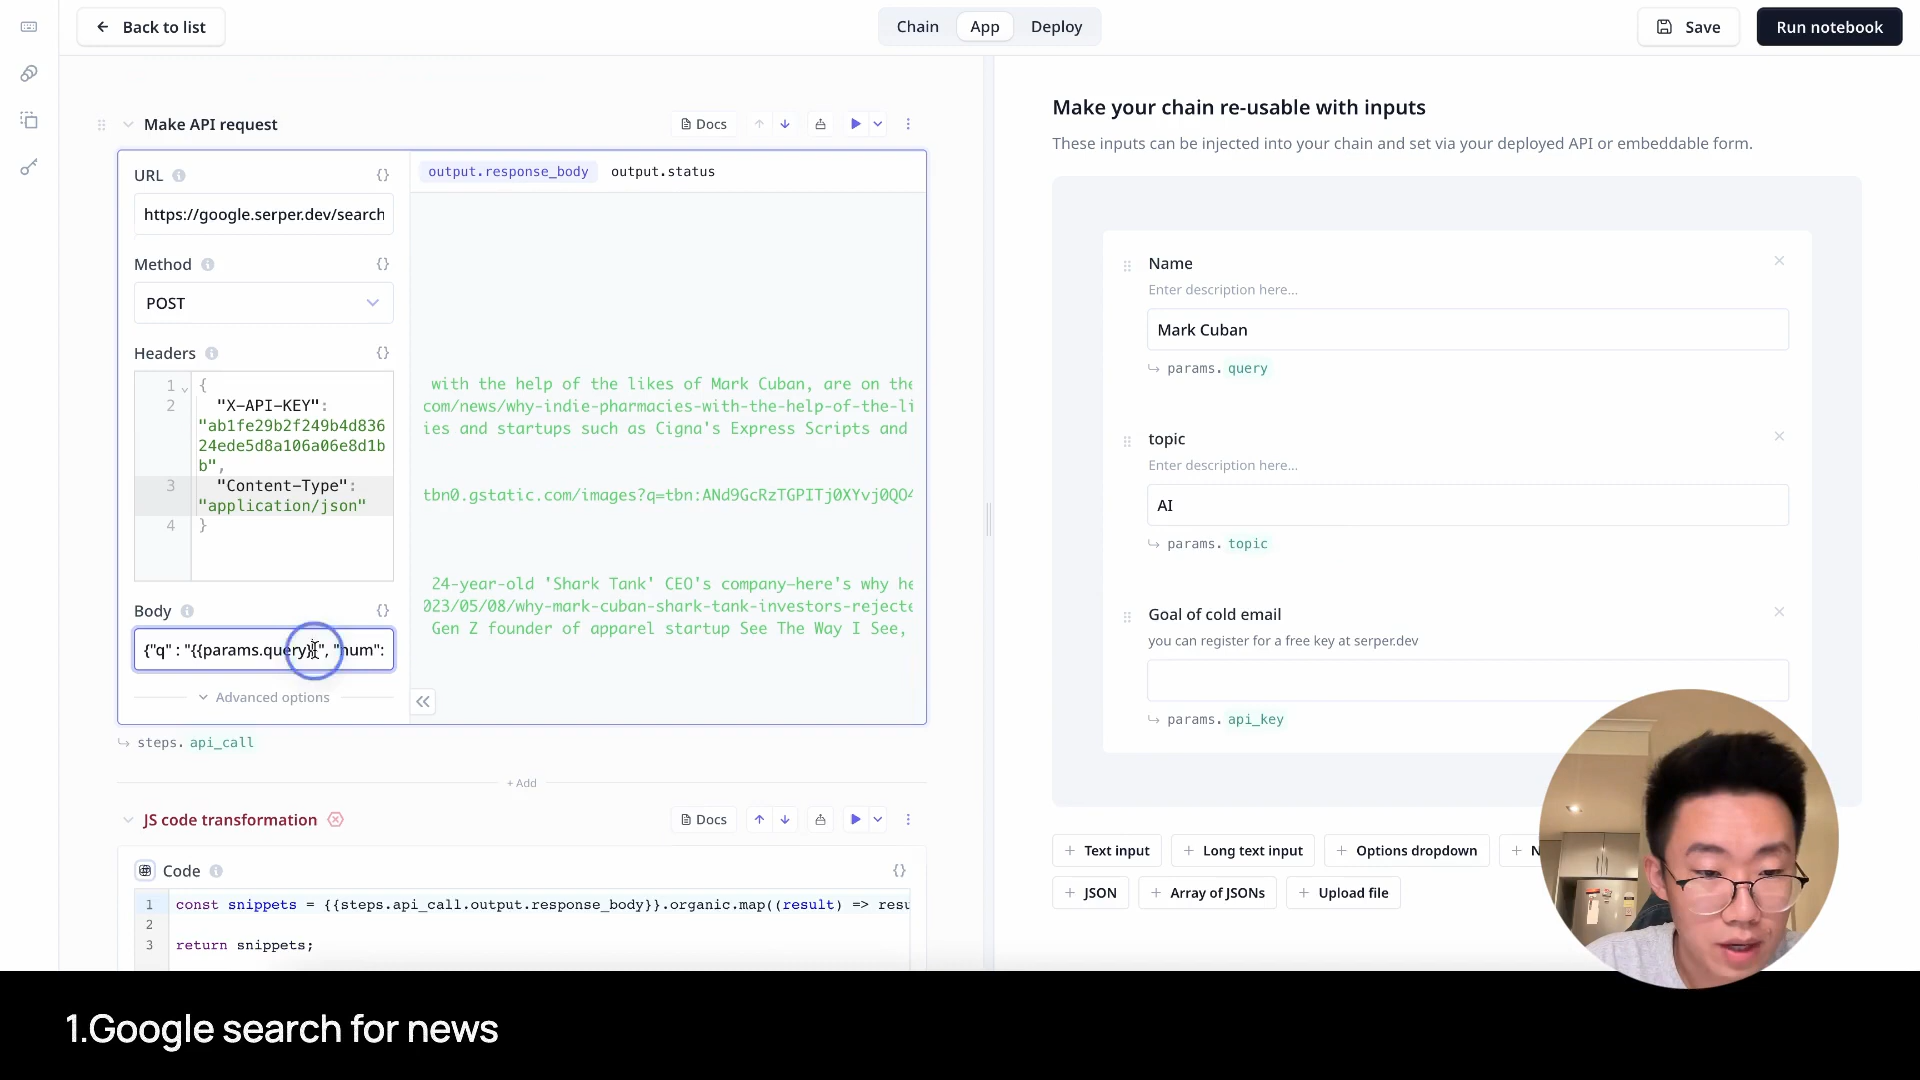 Back to list
Chain
App
Deploy
Save
Run notebook
Make API request
Docs
URL
https://google.serper.dev/search
Method
POST
Headers
1 {
2 "X-API-KEY":
"ab1fe29b2f249b4d836
24ede5d8a106a06e8d1b
b",
3 "Content-Type":
"application/json"
4 }
Body
{"q" : "{{params.query}}", "num":
Advanced options
steps. api_call
output.response_body output.status
with the help of the likes of Mark Cuban, are on the
com/news/why-indie-pharmacies-with-the-help-of-the-li
ies and startups such as Cigna's Express Scripts and
tbn0.gstatic.com/images?q=tbn:ANd9GcRzTGPITj0XYvj0QO4
24-year-old 'Shark Tank' CEO's company—here's why he
023/05/08/why-mark-cuban-shark-tank-investors-rejecte
Gen Z founder of apparel startup See The Way I See,
+ Add
JS code transformation
Docs
Code
1 const snippets = {{steps.api_call.output.response_body}}.organic.map((result) => resu
2
3 return snippets;
Make your chain re-usable with inputs
These inputs can be injected into your chain and set via your deployed API or embeddable form.
Name
Enter description here...
Mark Cuban
params. query
topic
Enter description here...
AI
params. topic
Goal of cold email
you can register for a free key at serper.dev
params. api_key
+ Text input
+ Long text input
+ Options dropdown
+ N
+ JSON
+ Array of JSONs
+ Upload file
1.Google search for news